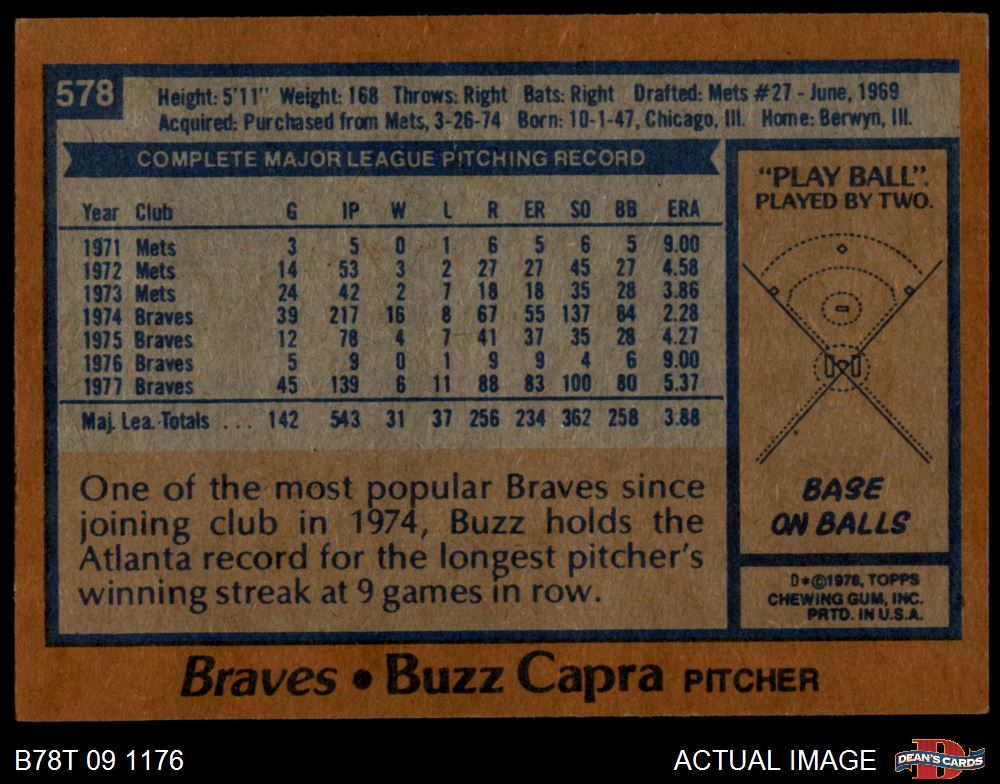 578
Height: 5'11" Weight: 168 Throws: Right Bats: Right Drafted: Mets #27 - June, 1969
Acquired: Purchased from Mets, 3-26-74 Born: 10-1-47, Chicago, Ill. Home: Berwyn, Ill.
COMPLETE MAJOR LEAGUE PITCHING RECORD
Year Club G IP W L R ER SO BB ERA
1971 Mets 3 5 0 1 6 5 6 5 9.00
1972 Mets 14 53 3 2 27 27 45 27 4.58
1973 Mets 24 42 2 7 18 18 35 28 3.86
1974 Braves 39 217 16 8 67 55 137 84 2.28
1975 Braves 12 78 4 7 41 37 35 28 4.27
1976 Braves 5 9 0 1 9 9 4 6 9.00
1977 Braves 45 139 6 11 88 83 100 80 5.37
Maj. Lea. Totals ... 142 543 31 37 256 234 362 258 3.88
One of the most popular Braves since
joining club in 1974, Buzz holds the
Atlanta record for the longest pitcher's
winning streak at 9 games in row.
"PLAY BALL".
PLAYED BY TWO.
BASE
ON BALLS
D*©1978, TOPPS
CHEWING GUM, INC.
PRTD. IN U.S.A.
Braves • Buzz Capra PITCHER
B78T 09 1176
ACTUAL IMAGE
D
DEAN'S CARDS